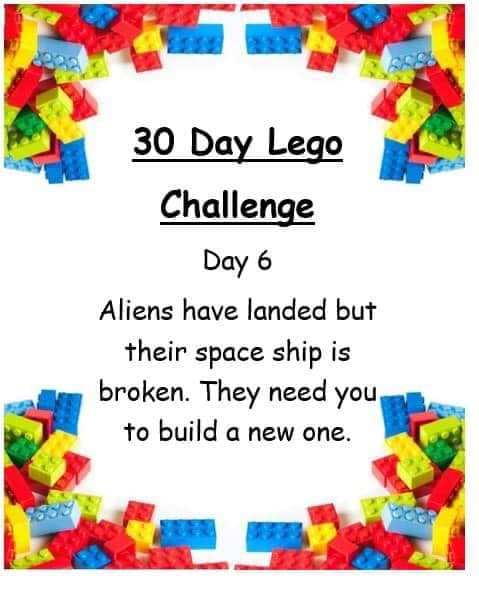 30 Day Lego
Challenge
Day 6
Aliens have landed but
their space ship is
broken. They need you
to build a new one.